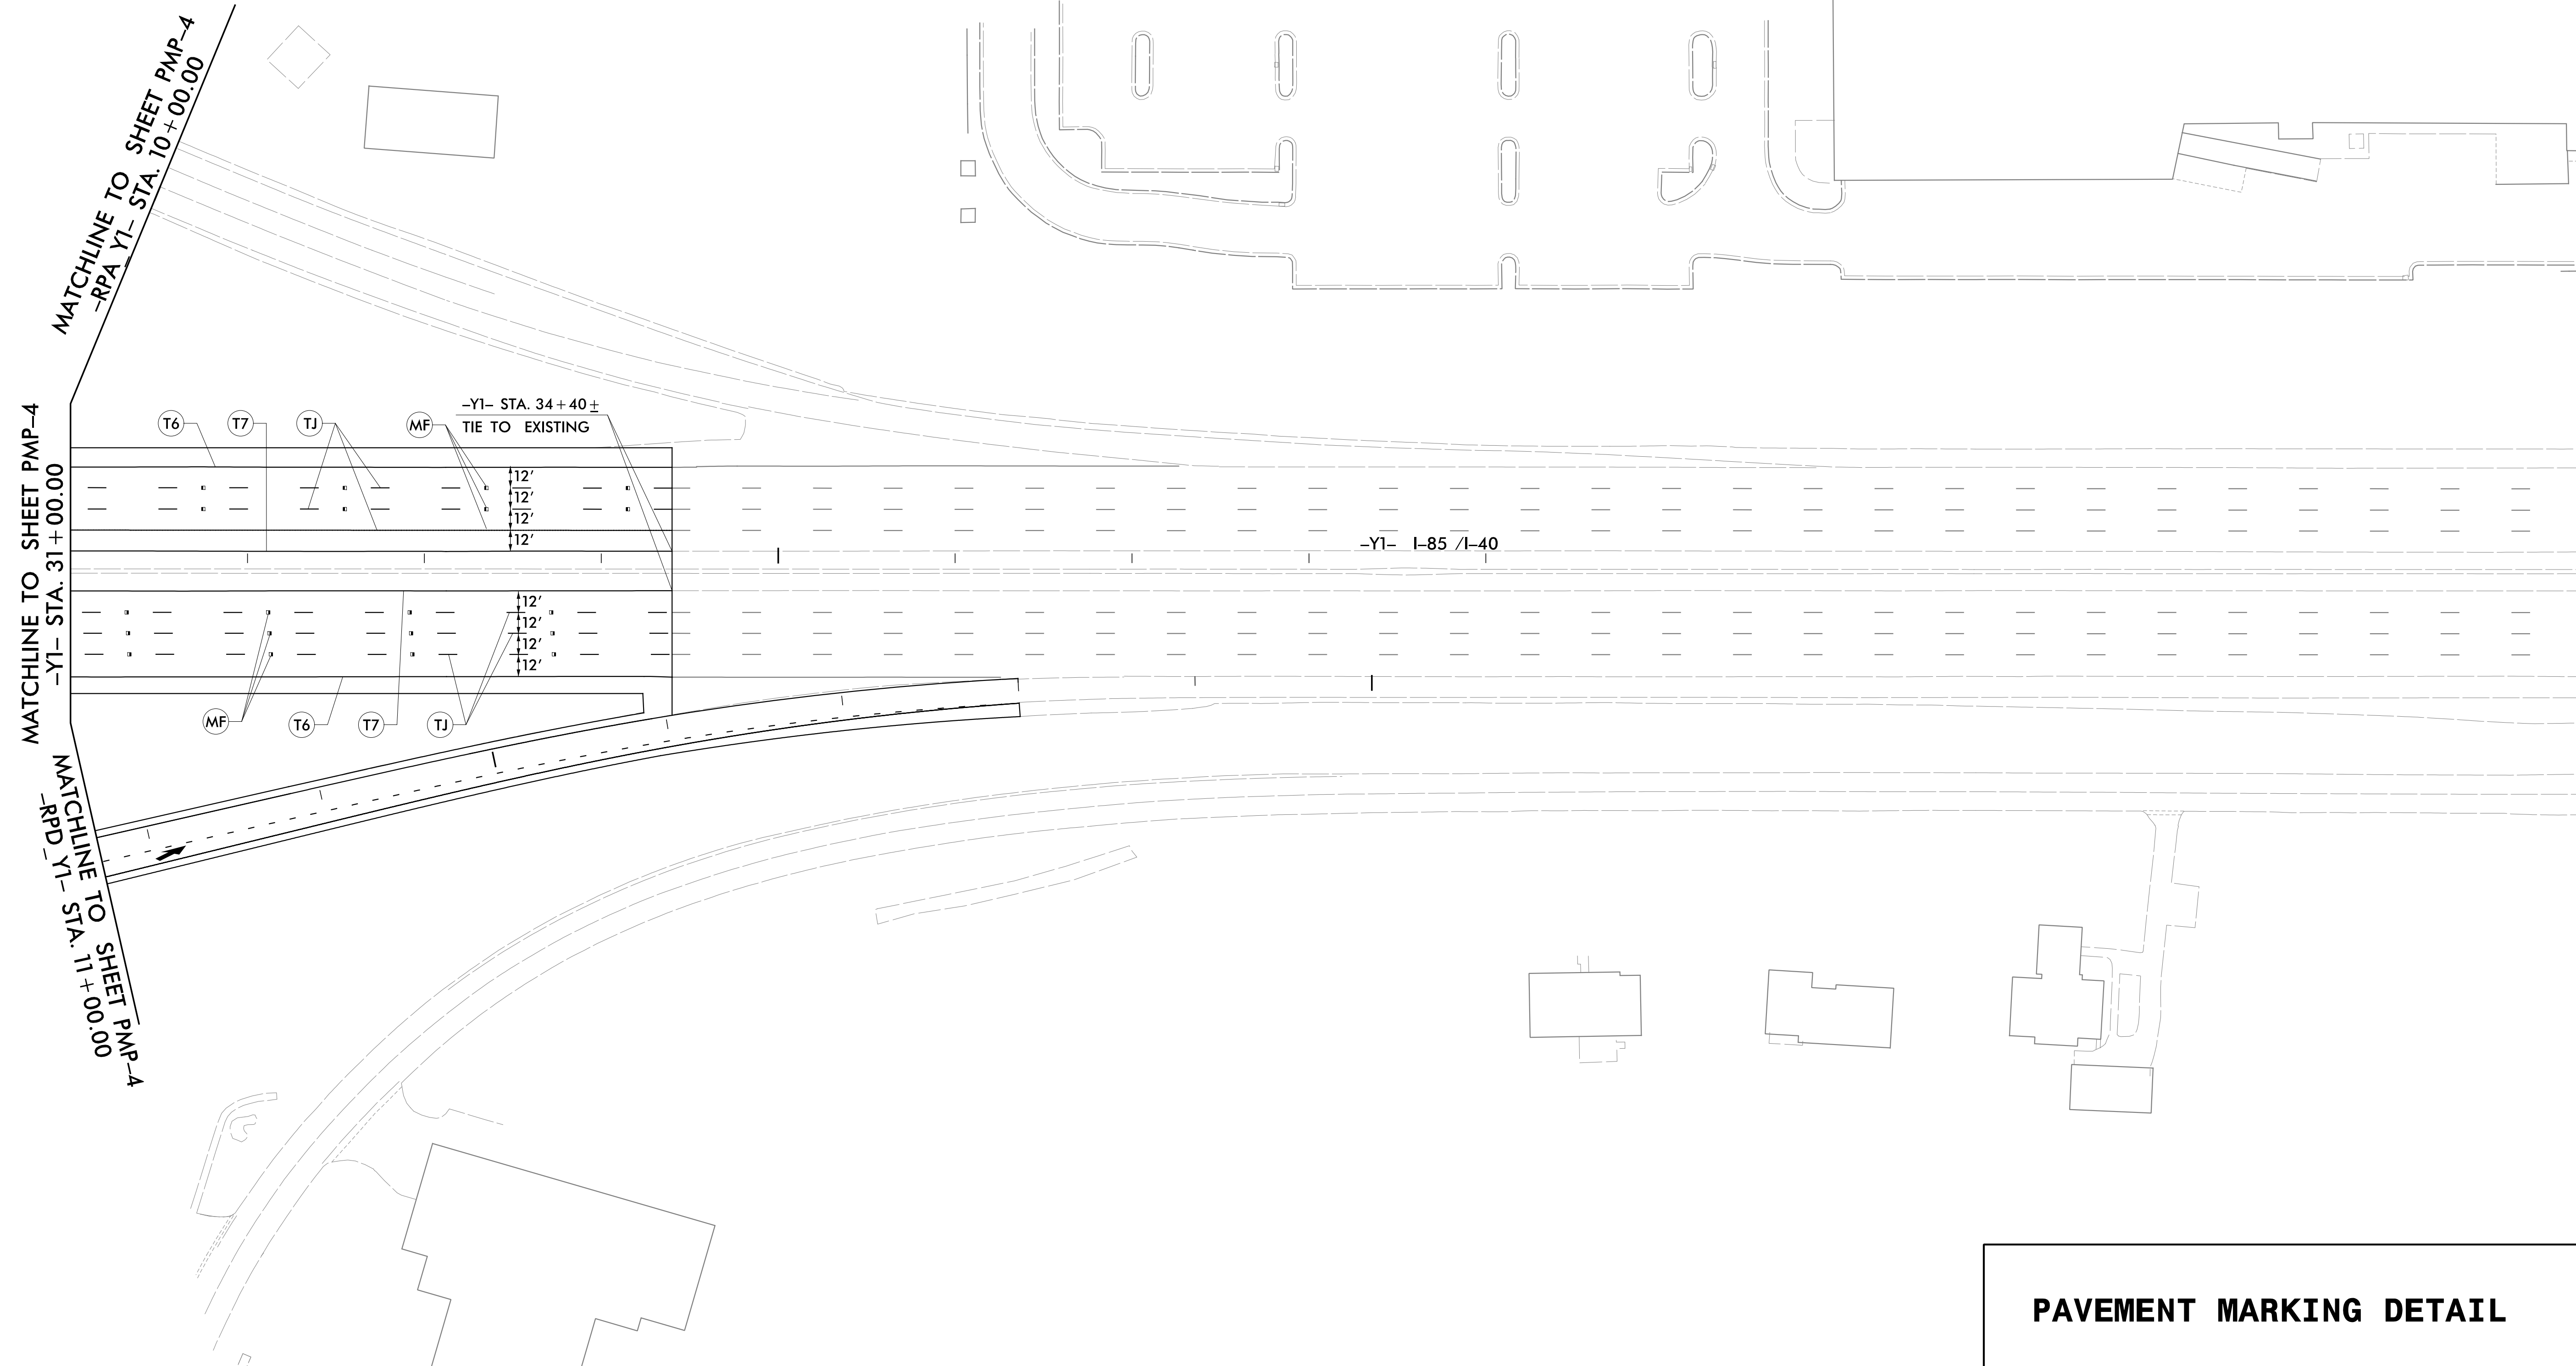 MATCHLINE TO SHEET PMP-4
-RPA_Y1- STA. 10+00.00
MATCHLINE TO SHEET PMP-4
-Y1- STA. 31+00.00
T6
T7
TJ
MF
-Y1- STA. 34+40±
TIE TO EXISTING
12'
12'
12'
12'
-Y1- I-85 /I-40
12'
12'
12'
12'
MF
T6
T7
TJ
MATCHLINE TO SHEET PMP-4
-RPD_Y1- STA. 11+00.00
PAVEMENT MARKING DETAIL